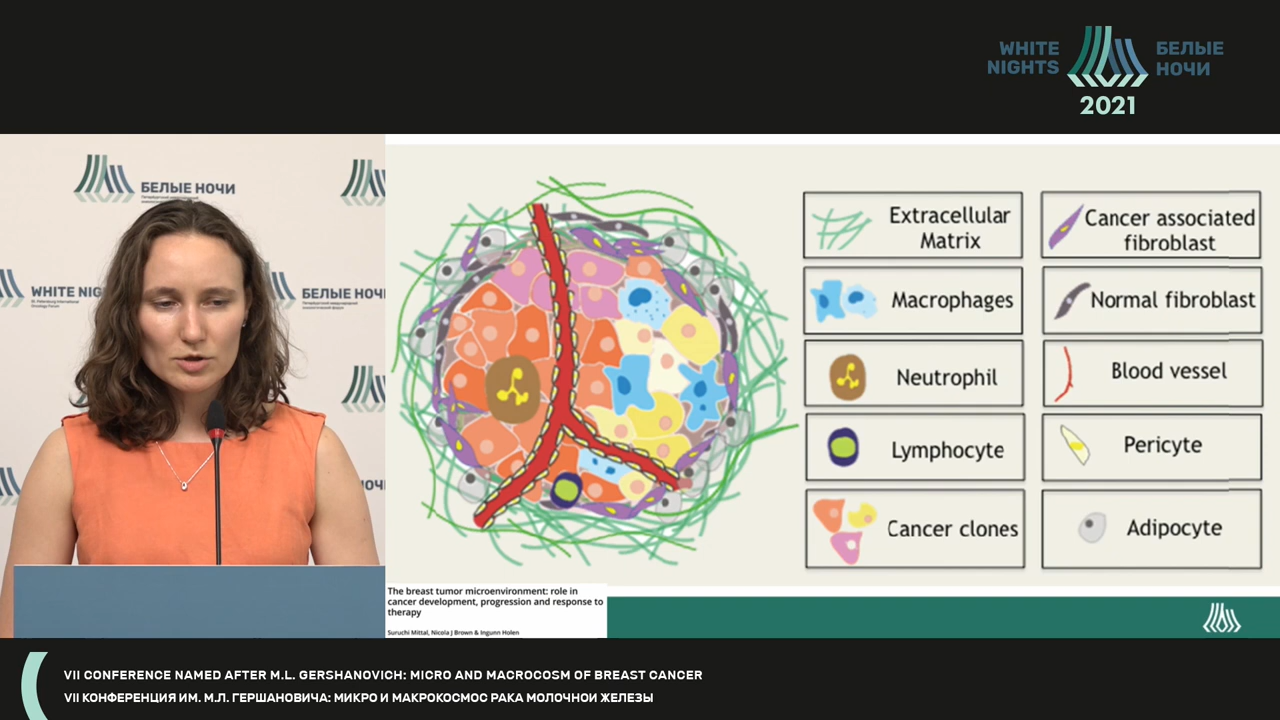 WHITE
NIGHTS
БЕЛЫЕ
НОЧИ
2021
БЕЛЫЕ НОЧИ
WHITE NIG
БЕЛЫЕ НОЧИ
Extracellular
Matrix
Cancer associated
fibroblast
Macrophages
Normal fibroblast
Neutrophil
Blood vessel
Lymphocyte
Pericyte
Cancer clones
Adipocyte
The breast tumor microenvironment: role in
cancer development, progression and response to
therapy
Suruchi Mittal, Nicola J Brown & Ingunn Holen
VII CONFERENCE NAMED AFTER M.L. GERSHANOVICH: MICRO AND MACROCOSM OF BREAST CANCER
VII КОНФЕРЕНЦИЯ ИМ. М.Л. ГЕРШАНОВИЧА: МИКРО И МАКРОКОСМОС РАКА МОЛОЧНОЙ ЖЕЛЕЗЫ